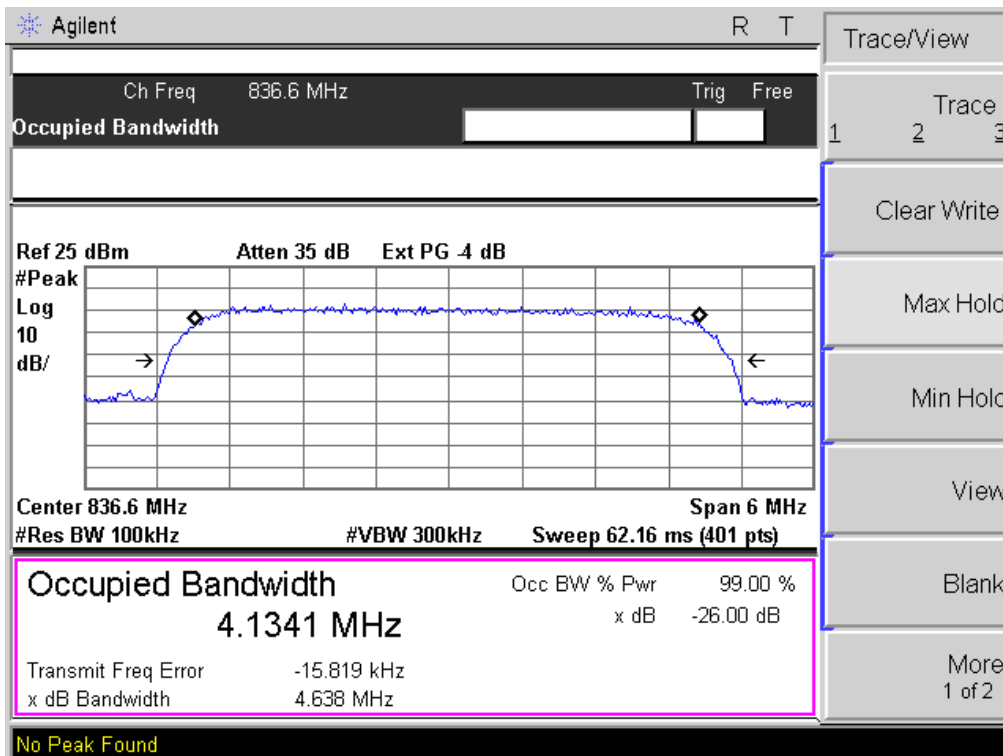 Agilent R T
Ch Freq 836.6 MHz Trig Free
Occupied Bandwidth
Ref 25 dBm Atten 35 dB Ext PG -4 dB
#Peak
Log
10
dB/
Center 836.6 MHz Span 6 MHz
#Res BW 100kHz #VBW 300kHz Sweep 62.16 ms (401 pts)
Occupied Bandwidth
4.1341 MHz
Occ BW % Pwr 99.00 %
x dB -26.00 dB
Transmit Freq Error -15.819 kHz
x dB Bandwidth 4.638 MHz
No Peak Found
Trace/View
Trace
1 2 3
Clear Write
Max Hold
Min Hold
View
Blank
More
1 of 2